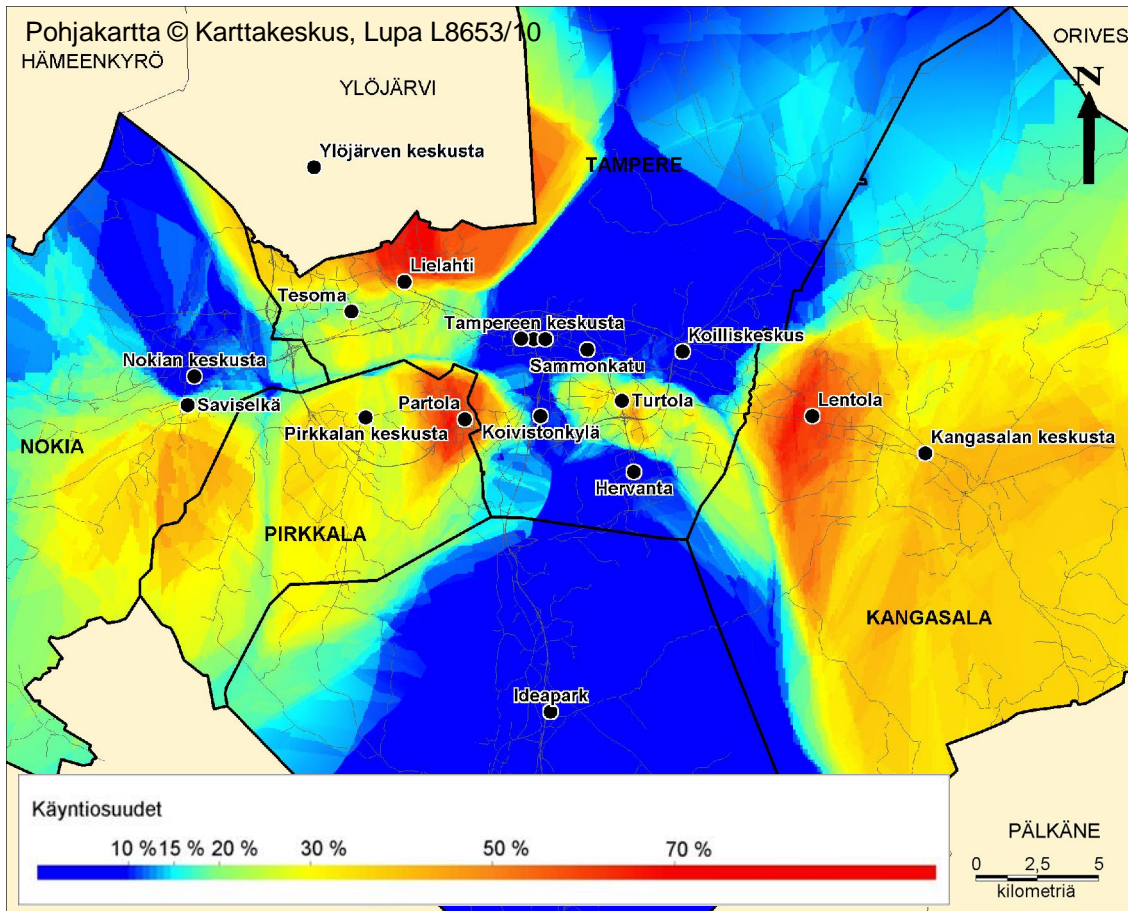 Pohjakartta © Karttakeskus, Lupa L8653/10
HÄMEENKYRÖ
ORIVES
YLÖJÄRVI
N
Ylöjärven keskusta
TAMPERE
Lielahti
Tesoma
Tampereen keskusta
Koilliskeskus
Sammonkatu
Nokian keskusta
Saviselkä
Turtola
Partola
Lentola
Pirkkalan keskusta
Koivistonkylä
Kangasalan keskusta
NOKIA
Hervanta
PIRKKALA
KANGASALA
Ideapark
Käyntiosuudet
10 % 15 % 20 % 30 % 50 % 70 %
PÄLKÄNE
0 2,5 5
kilometriä